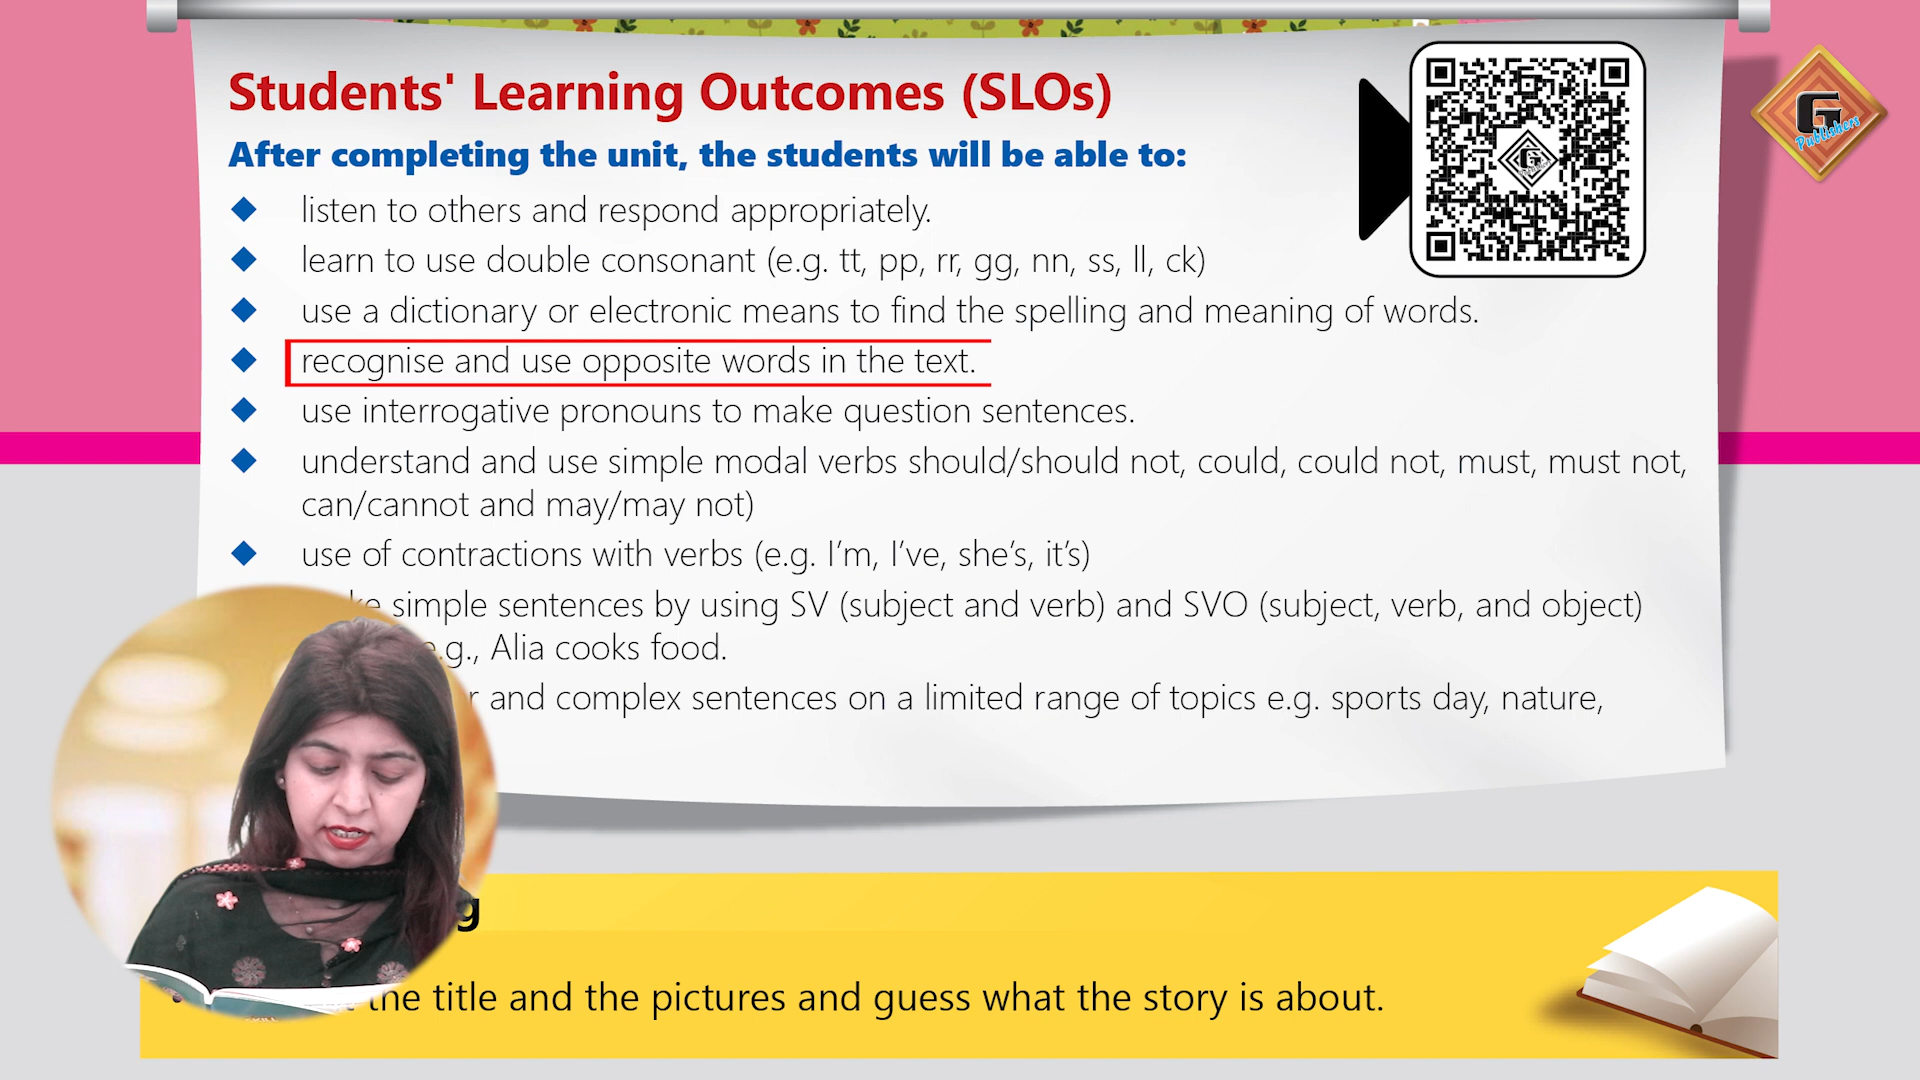 Students' Learning Outcomes (SLOs)
G
Publishers
After completing the unit, the students will be able to:
listen to others and respond appropriately.
learn to use double consonant (e.g. tt, pp, rr, gg, nn, ss, ll, ck)
use a dictionary or electronic means to find the spelling and meaning of words.
recognise and use opposite words in the text.
use interrogative pronouns to make question sentences.
understand and use simple modal verbs should/should not, could, could not, must, must not,
can/cannot and may/may not)
use of contractions with verbs (e.g. I'm, I've, she's, it's)
simple sentences by using SV (subject and verb) and SVO (subject, verb, and object)
e.g., Alia cooks food.
and complex sentences on a limited range of topics e.g. sports day, nature,
the title and the pictures and guess what the story is about.